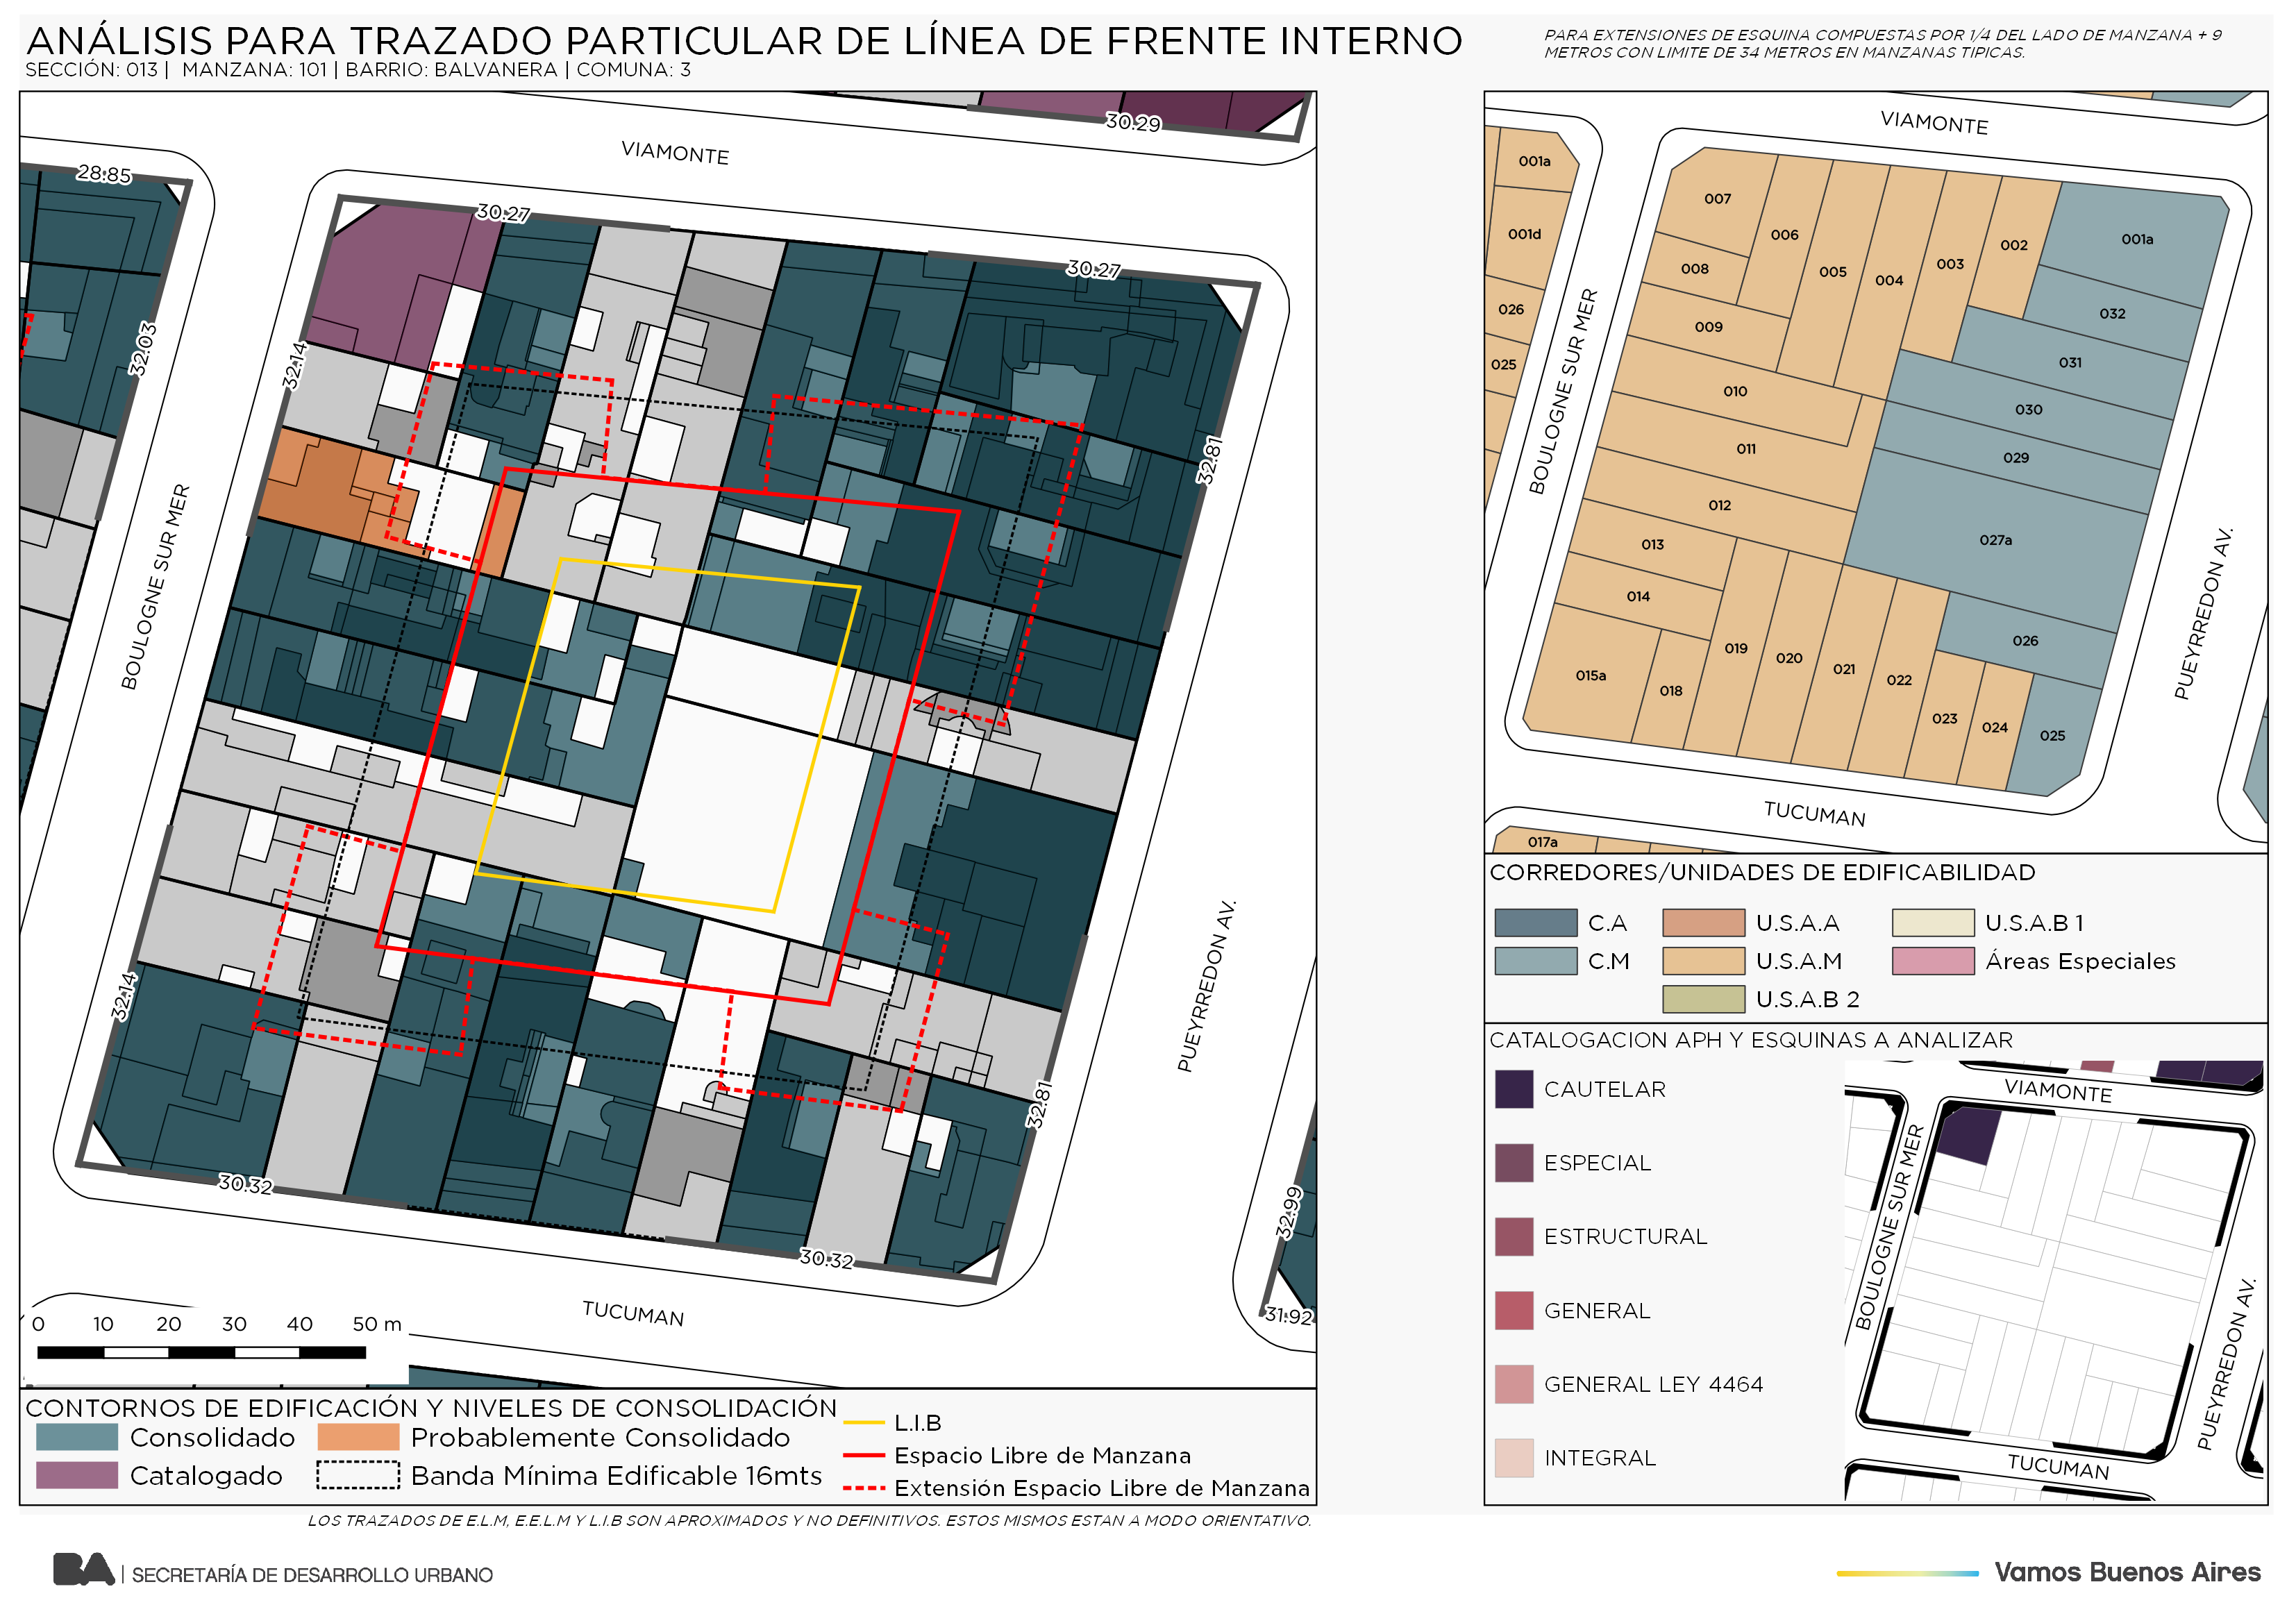 ANÁLISIS PARA TRAZADO PARTICULAR DE LÍNEA DE FRENTE INTERNO
SECCIÓN: 013 | MANZANA: 101 | BARRIO: BALVANERA | COMUNA: 3
PARA EXTENSIONES DE ESQUINA COMPUESTAS POR 1/4 DEL LADO DE MANZANA + 9
METROS CON LIMITE DE 34 METROS EN MANZANAS TIPICAS.
30.29
VIAMONTE
28.85
30.27
30.27
32.03
32.14
32.81
BOULOGNE SUR MER
PUEYRREDON AV.
32.14
32.81
30.32
30.32
32.99
31.92
TUCUMAN
0 10 20 30 40 50 m
CONTORNOS DE EDIFICACIÓN Y NIVELES DE CONSOLIDACIÓN
Consolidado
Probablemente Consolidado
Catalogado
Banda Mínima Edificable 16mts
L.I.B
Espacio Libre de Manzana
Extensión Espacio Libre de Manzana
LOS TRAZADOS DE E.L.M, E.E.L.M Y L.I.B SON APROXIMADOS Y NO DEFINITIVOS. ESTOS MISMOS ESTAN A MODO ORIENTATIVO.
VIAMONTE
001a
007
006
001d
008
005
004
003
002
001a
026
009
032
025
010
031
030
011
029
012
027a
013
014
026
015a
018
019
020
021
022
023
024
025
BOULOGNE SUR MER
PUEYRREDON AV.
TUCUMAN
017a
CORREDORES/UNIDADES DE EDIFICABILIDAD
C.A
U.S.A.A
U.S.A.B 1
C.M
U.S.A.M
Áreas Especiales
U.S.A.B 2
CATALOGACION APH Y ESQUINAS A ANALIZAR
CAUTELAR
ESPECIAL
ESTRUCTURAL
GENERAL
GENERAL LEY 4464
INTEGRAL
VIAMONTE
BOULOGNE SUR MER
PUEYRREDON AV.
TUCUMAN
BA | SECRETARÍA DE DESARROLLO URBANO
Vamos Buenos Aires